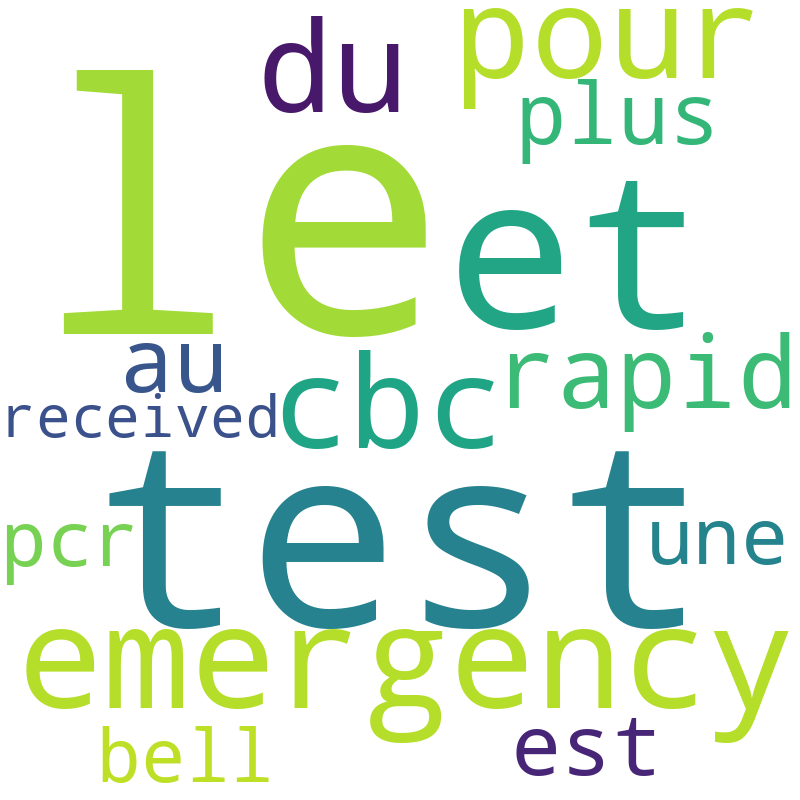 pour
du
plus
le
et
au
rapid
cbc
received
test
pcr
une
emergency
bell
est